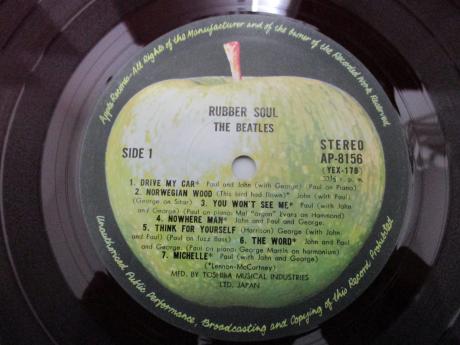 Apple Records - All Rights of the Manufacturer and of the Owner of the Recorded Work Reserved
RUBBER SOUL
THE BEATLES
SIDE 1
STEREO
AP-8156
(YEX-178)
33⅓ r.p.m.
1. DRIVE MY CAR* Paul and John (with George) (Paul on Piano)
2. NORWEGIAN WOOD (This bird had flown)* John (with Paul)
(George on Sitar) 3. YOU WON'T SEE ME* Paul (with John
and George) (Paul on piano: Mal "organ" Evans on Hammond)
4. NOWHERE MAN* John and Paul and George.
5. THINK FOR YOURSELF (Harrison) George (with John
and Paul) (Paul on fuzz Bass) 6. THE WORD* John and Paul
and George. (Paul on piano: George Martin on harmonium)
7. MICHELLE* Paul (with John and George)
(*Lennon-McCartney)
MFD. BY TOSHIBA MUSICAL INDUSTRIES
LTD. JAPAN
Unauthorised Public Performance, Broadcasting and Copying of this Record Prohibited